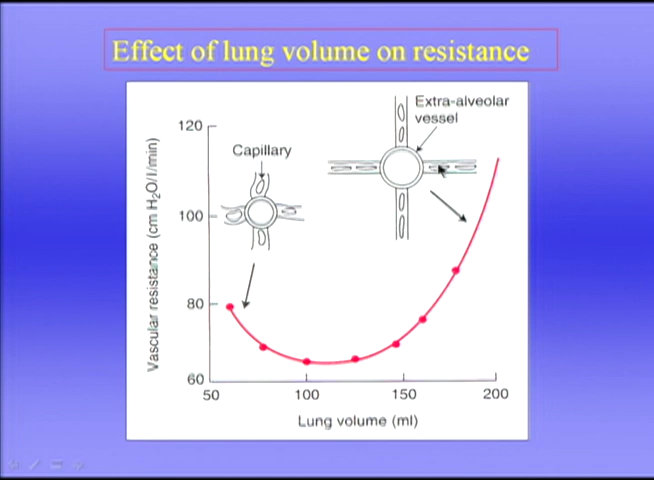 Effect of lung volume on resistance
Extra-alveolar
vessel
Capillary
Vascular resistance (cm H₂O/l/min)
120
100
80
60
50
100
150
200
Lung volume (ml)